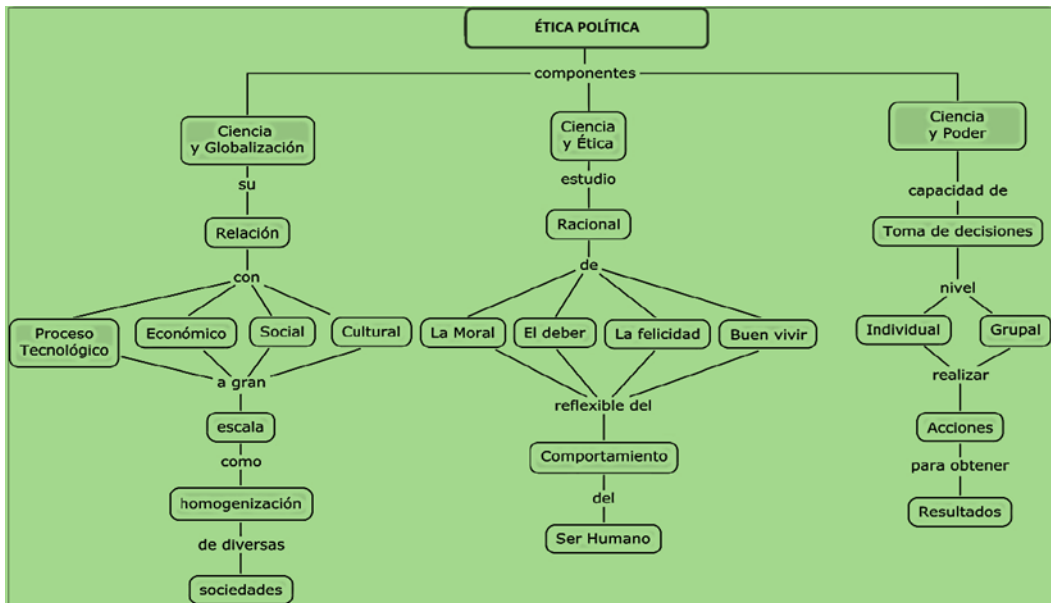 ÉTICA POLÍTICA
componentes
Ciencia
y Globalización
su
Relación
con
Proceso
Tecnológico
Económico
Social
Cultural
a gran
escala
como
homogenización
de diversas
sociedades
Ciencia
y Ética
estudio
Racional
de
La Moral
El deber
La felicidad
Buen vivir
reflexible del
Comportamiento
del
Ser Humano
Ciencia
y Poder
capacidad de
Toma de decisiones
nivel
Individual
Grupal
realizar
Acciones
para obtener
Resultados